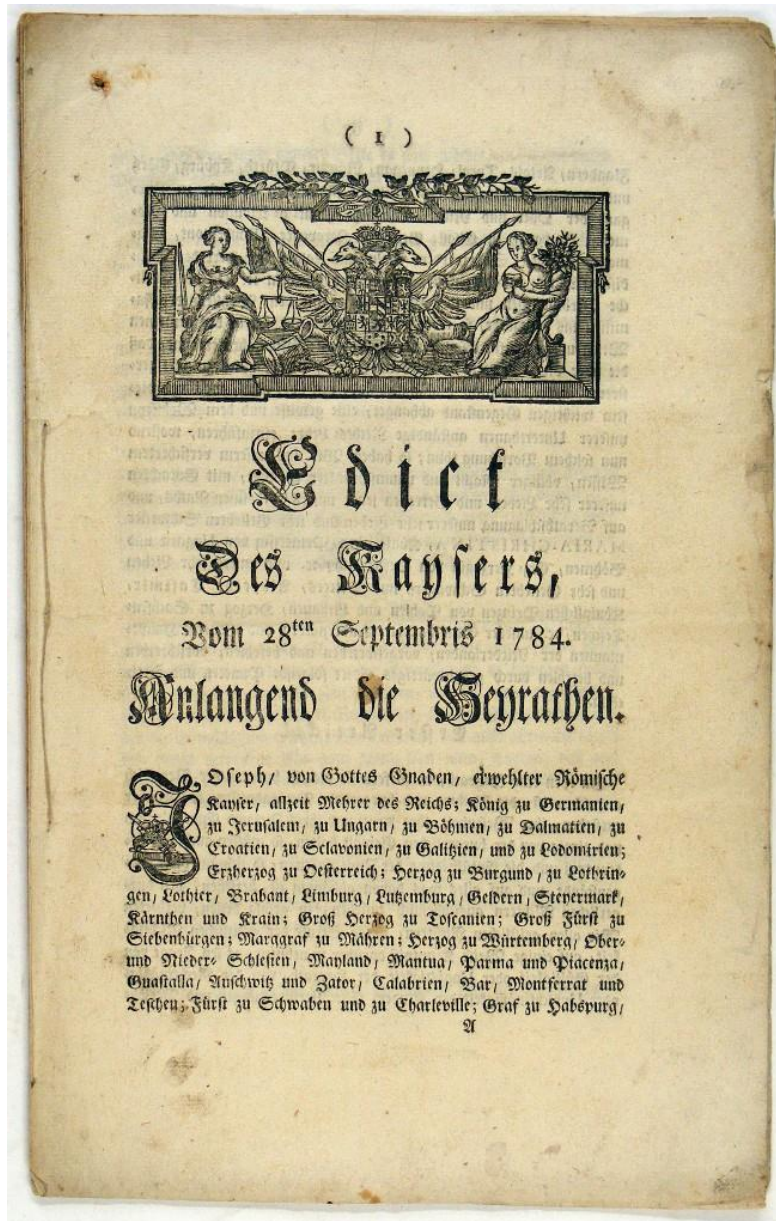 ( 1 )
Edict
Des Kaysers,
Vom 28ten Septembris 1784.
Anlangend die Heyrathen.
JOseph, von Gottes Gnaden, erwehlter Römische
Kayser, allzeit Mehrer des Reichs; König zu Germanien,
zu Jerusalem, zu Ungarn, zu Böhmen, zu Dalmatien, zu
Croatien, zu Sclavonien, zu Galitzien, und zu Lodomirien;
Erzherzog zu Oesterreich; Herzog zu Burgund, zu Lothrin-
gen, Lothier, Brabant, Limburg, Lutzemburg, Geldern, Steyermark,
Kärnthen und Krain; Groß Herzog zu Toscanien; Groß Fürst zu
Siebenbürgen; Marggraf zu Mähren; Herzog zu Würtemberg, Ober-
und Nieder- Schlesien, Mayland, Mantua, Parma und Piacenza,
Guastalla, Auschwitz und Zator, Calabrien, Bar, Montferrat und
Teschen; Fürst zu Schwaben und zu Charleville; Graf zu Habspurg,
A